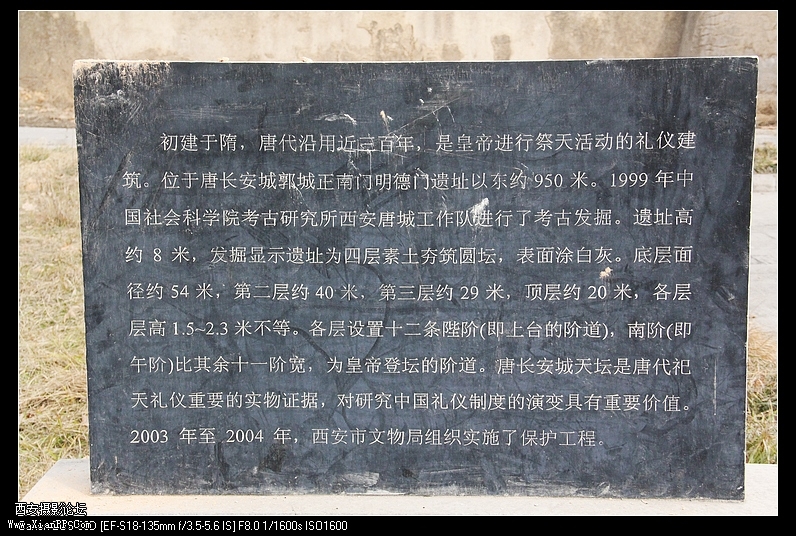 初建于隋，唐代沿用近三百年，是皇帝进行祭天活动的礼仪建
筑。位于唐长安城郭城正南门明德门遗址以东约 950 米。1999 年中
国社会科学院考古研究所西安唐城工作队进行了考古发掘。遗址高
约 8 米，发掘显示遗址为四层素土夯筑圆坛，表面涂白灰。底层面
径约 54 米，第二层约 40 米，第三层约 29 米，顶层约 20 米，各层
层高 1.5~2.3 米不等。各层设置十二条陛阶(即上台的阶道)，南阶(即
午阶)比其余十一阶宽，为皇帝登坛的阶道。唐长安城天坛是唐代祀
天礼仪重要的实物证据，对研究中国礼仪制度的演变具有重要价值。
2003 年至 2004 年，西安市文物局组织实施了保护工程。
西安摄影论坛
www.XianPP.Com
[EF-S18-135mm f/3.5-5.6 IS] F8.0 1/1600s ISO1600